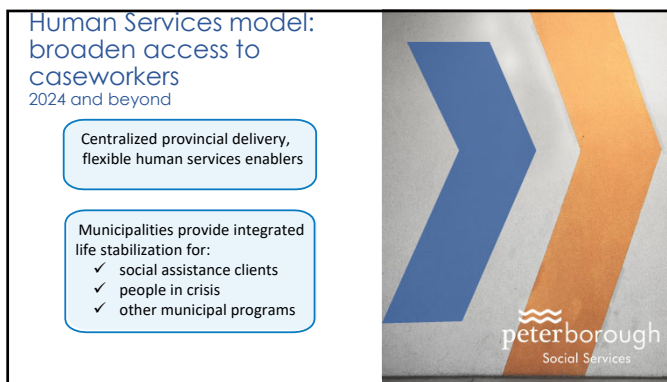 Human Services model:
broaden access to
caseworkers
2024 and beyond
Centralized provincial delivery,
flexible human services enablers
Municipalities provide integrated
life stabilization for:
✓ social assistance clients
✓ people in crisis
✓ other municipal programs
peterborough
Social Services